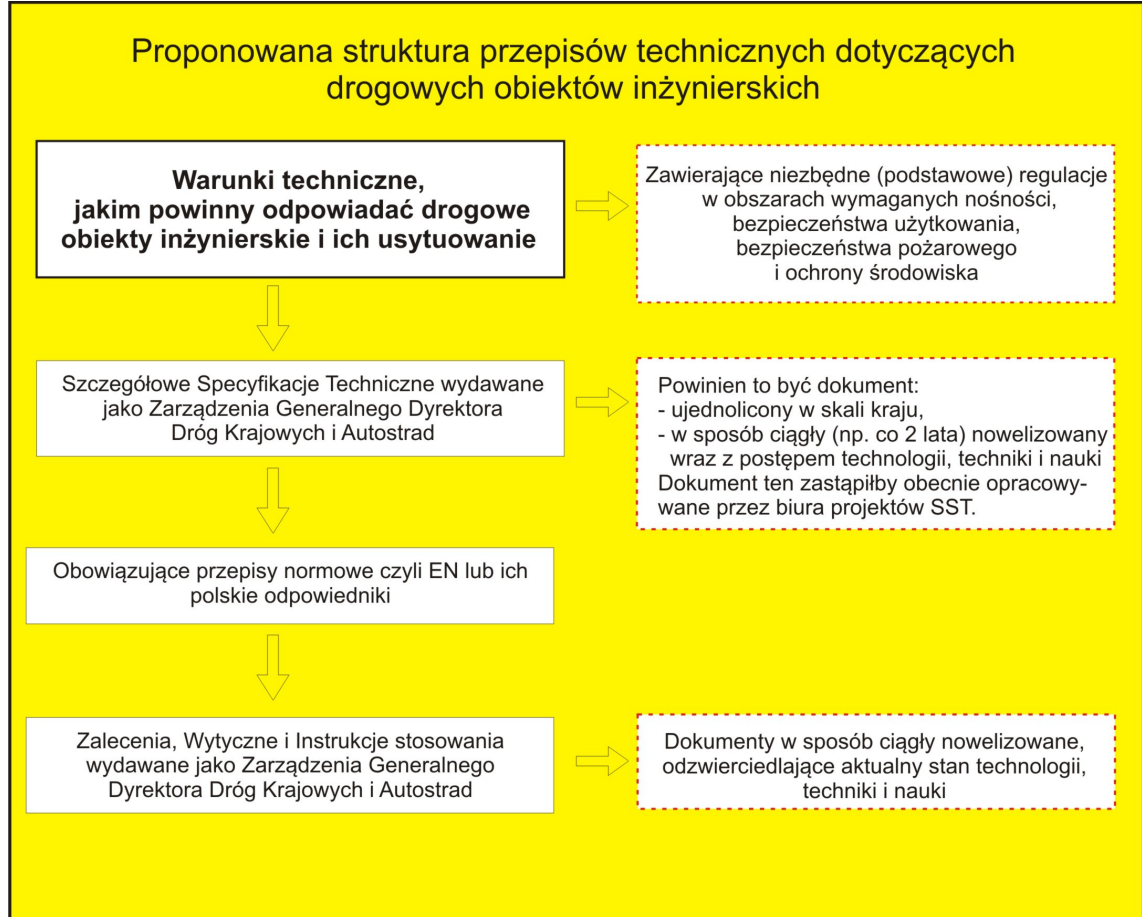 Proponowana struktura przepisów technicznych dotyczących
drogowych obiektów inżynierskich
Warunki techniczne,
jakim powinny odpowiadać drogowe
obiekty inżynierskie i ich usytuowanie
Zawierające niezbędne (podstawowe) regulacje
w obszarach wymaganych nośności,
bezpieczeństwa użytkowania,
bezpieczeństwa pożarowego
i ochrony środowiska
Szczegółowe Specyfikacje Techniczne wydawane
jako Zarządzenia Generalnego Dyrektora
Dróg Krajowych i Autostrad
Powinien to być dokument:
- ujednolicony w skali kraju,
- w sposób ciągły (np. co 2 lata) nowelizowany
wraz z postępem technologii, techniki i nauki
Dokument ten zastąpiłby obecnie opracowy-
wane przez biura projektów SST.
Obowiązujące przepisy normowe czyli EN lub ich
polskie odpowiedniki
Zalecenia, Wytyczne i Instrukcje stosowania
wydawane jako Zarządzenia Generalnego
Dyrektora Dróg Krajowych i Autostrad
Dokumenty w sposób ciągły nowelizowane,
odzwierciedlające aktualny stan technologii,
techniki i nauki